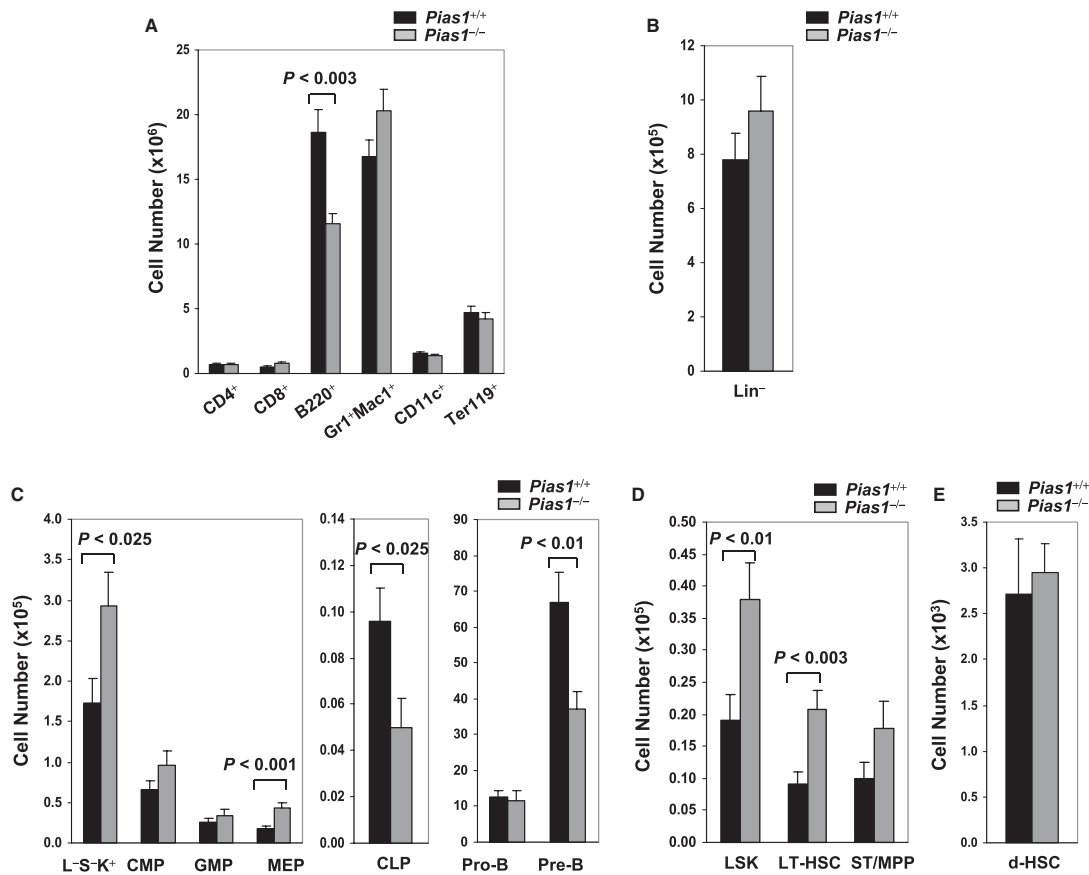 A
Pias1+/+
Pias1–/–
25
20
15
10
5
0
Cell Number (x10⁶)
P < 0.003
CD4⁺
CD8⁺
B220⁺
Gr1⁺Mac1⁺
CD11c⁺
Ter119⁺
B
Pias1+/+
Pias1–/–
12
10
8
6
4
2
0
Cell Number (x10⁵)
Lin⁻
C
Pias1+/+
Pias1–/–
4.0
3.5
3.0
2.5
2.0
1.5
1.0
0.5
0.0
Cell Number (x10⁵)
P < 0.025
P < 0.001
L⁻S⁻K⁺ CMP GMP MEP
0.14
0.12
0.10
0.08
0.06
0.04
0.02
0.00
P < 0.025
CLP
90
80
70
60
50
40
30
20
10
0
P < 0.01
Pro-B Pre-B
D
Pias1+/+
Pias1–/–
0.50
0.45
0.40
0.35
0.30
0.25
0.20
0.15
0.10
0.05
0.00
Cell Number (x10⁵)
P < 0.01
P < 0.003
LSK LT-HSC ST/MPP
E
Pias1+/+
Pias1–/–
3.5
3.0
2.5
2.0
1.5
1.0
0.5
0.0
Cell Number (x10³)
d-HSC